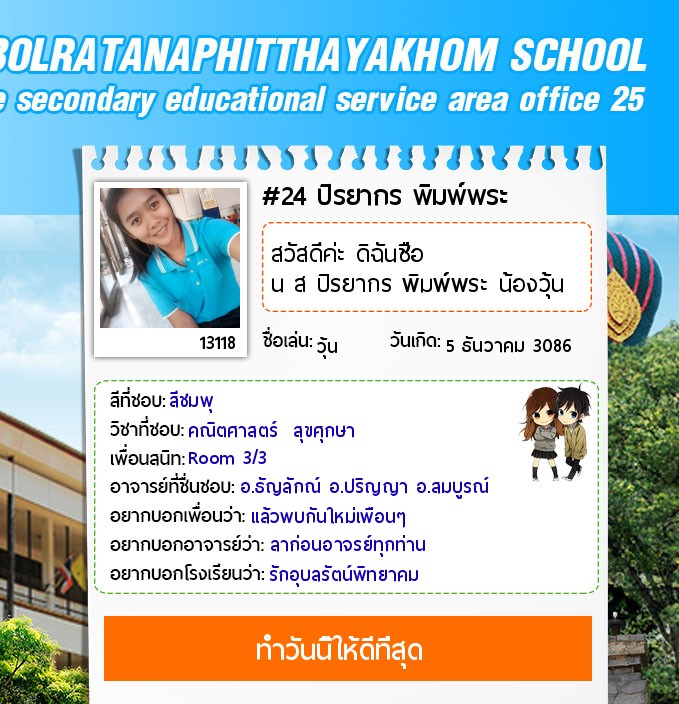 BOLRATANAPHITTHAYAKHOM SCHOOL
e secondary educational service area office 25
#24 ปิรยากร พิมพ์พระ
สวัสดีค่ะ ดิฉันชื่อ
น ส ปิรยากร พิมพ์พระ น้องวุ้น
13118
ชื่อเล่น: วุ้น วันเกิด: 5 ธันวาคม 3086
สีที่ชอบ: สีชมพุ
วิชาที่ชอบ: คณิตศาสตร์ สุขศุกษา
เพื่อนสนิท: Room 3/3
อาจารย์ที่ชื่นชอบ: อ.ธัญลักณ์ อ.ปริญญา อ.สมบูรณ์
อยากบอกเพื่อนว่า: แล้วพบกันใหม่เพือนๆ
อยากบอกอาจารย์ว่า: ลาก่อนอาจรย์ทุกท่าน
อยากบอกโรงเรียนว่า: รักอุบลรัตน์พิทยาคม
ทำวันนี้ให้ดีที่สุด